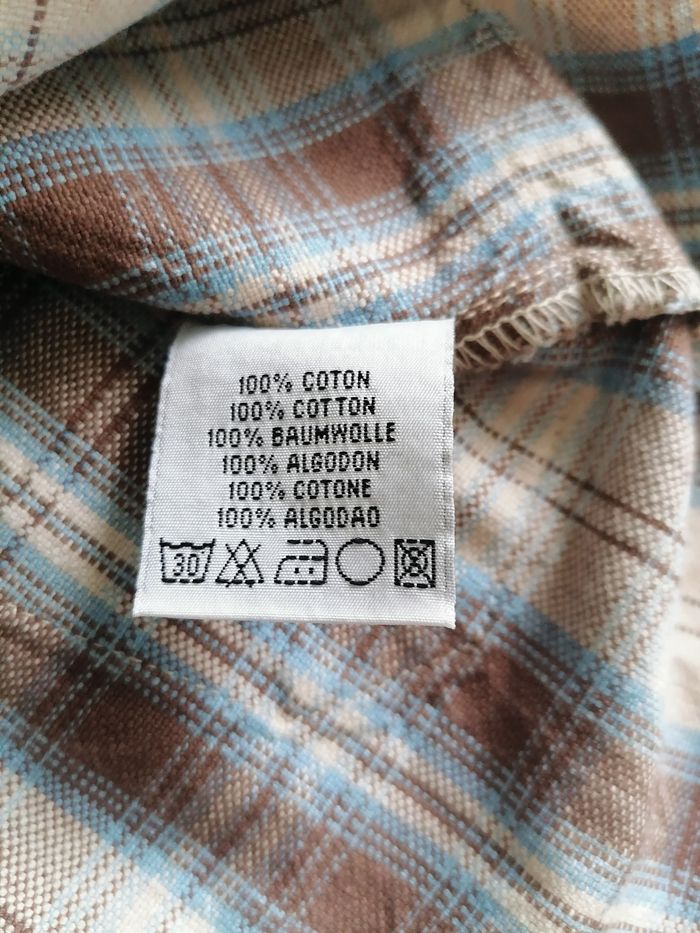 100% COTON
100% COTTON
100% BAUMWOLLE
100% ALGODON
100% COTONE
100% ALGODAO
30